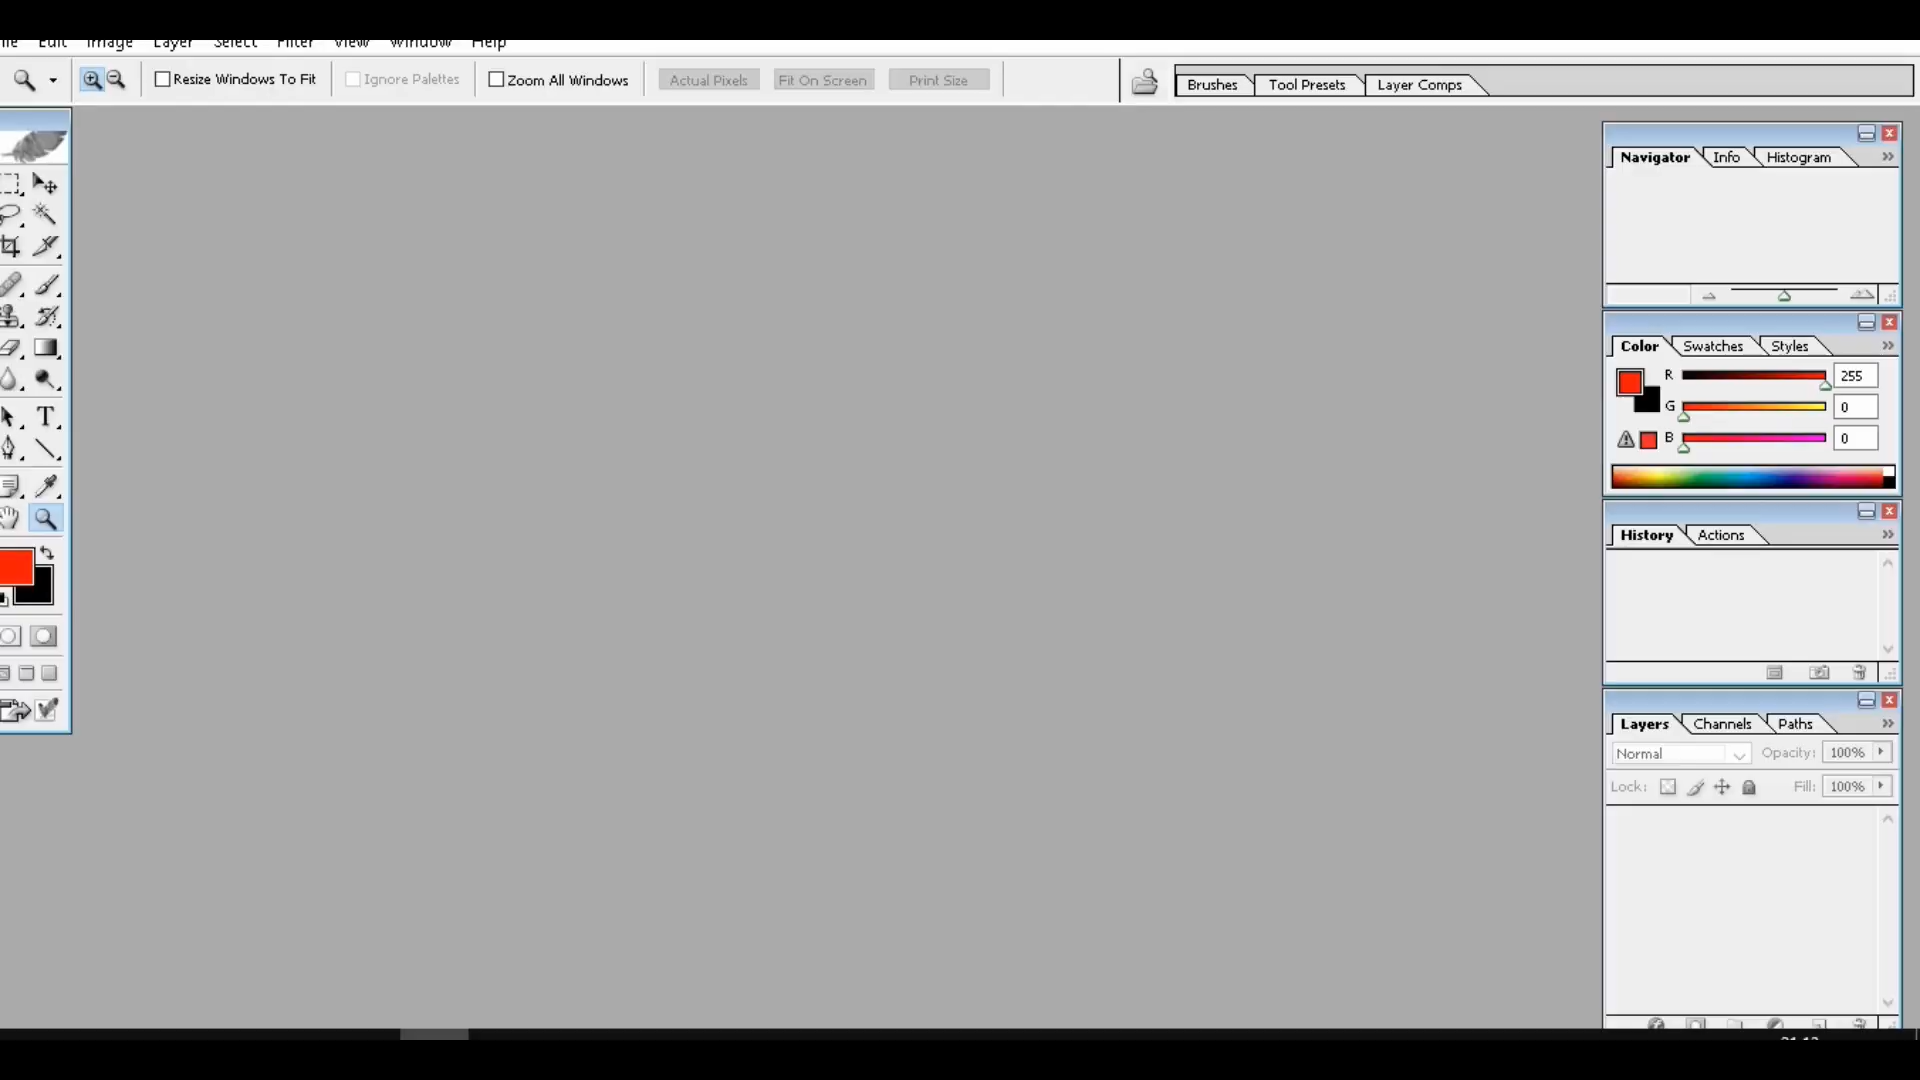 Edit Image Layer Select Filter View Window Help
Resize Windows To Fit Ignore Palettes Zoom All Windows Actual Pixels Fit On Screen Print Size Brushes Tool Presets Layer Comps
Navigator Info Histogram
Color Swatches Styles
R 255
G 0
B 0
History Actions
Layers Channels Paths
Normal Opacity: 100%
Lock: Fill: 100%
T